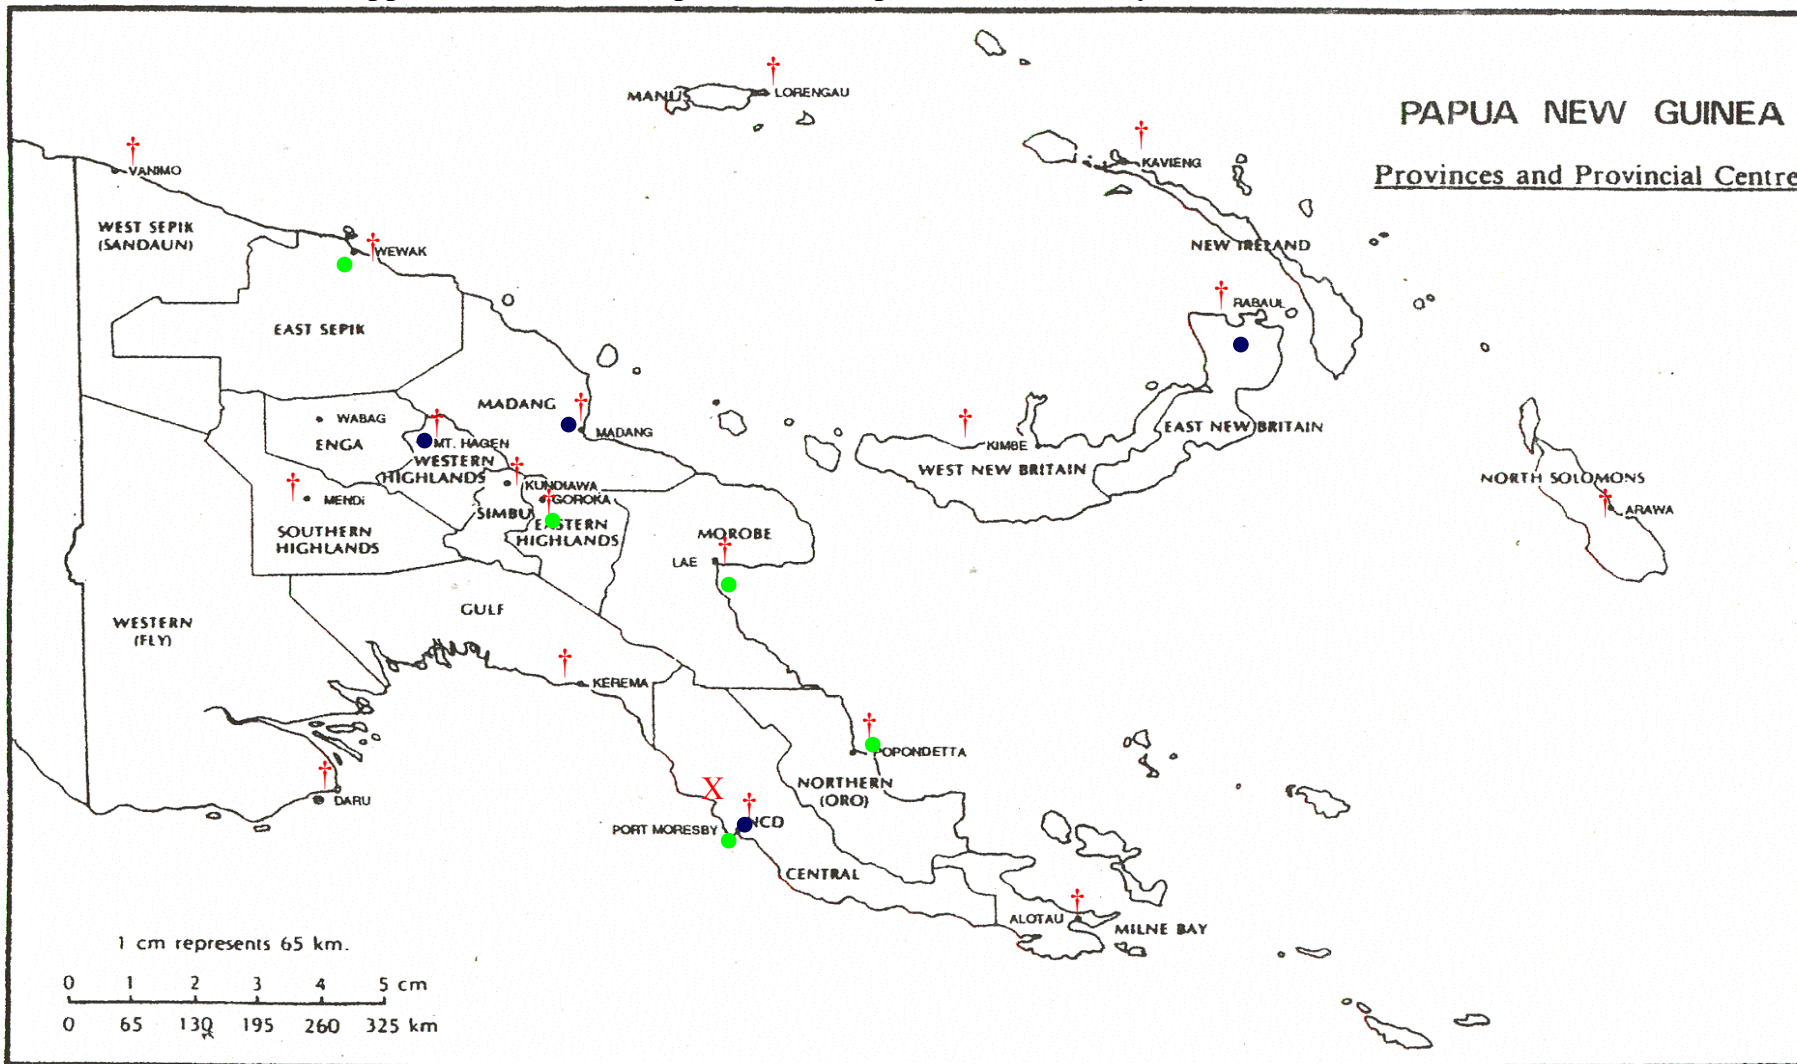 PAPUA NEW GUINEA
Provinces and Provincial Centre
MANUS
LORENGAU
KAVIENG
VANIMO
WEST SEPIK
(SANDAUN)
WEWAK
NEW IRELAND
RABAUL
EAST SEPIK
MADANG
MADANG
WABAG
ENGA
MT. HAGEN
WESTERN
HIGHLANDS
KIMBE
EAST NEW BRITAIN
WEST NEW BRITAIN
NORTH SOLOMONS
ARAWA
MENDI
KUNDIAWA
GOROKA
SIMBU
EASTERN
HIGHLANDS
SOUTHERN
HIGHLANDS
MOROBE
LAE
GULF
WESTERN
(FLY)
KEREMA
POPONDETTA
NORTHERN
(ORO)
X
DARU
PORT MORESBY
NCD
CENTRAL
ALOTAU
MILNE BAY
1 cm represents 65 km.
0 1 2 3 4 5 cm
0 65 130 195 260 325 km